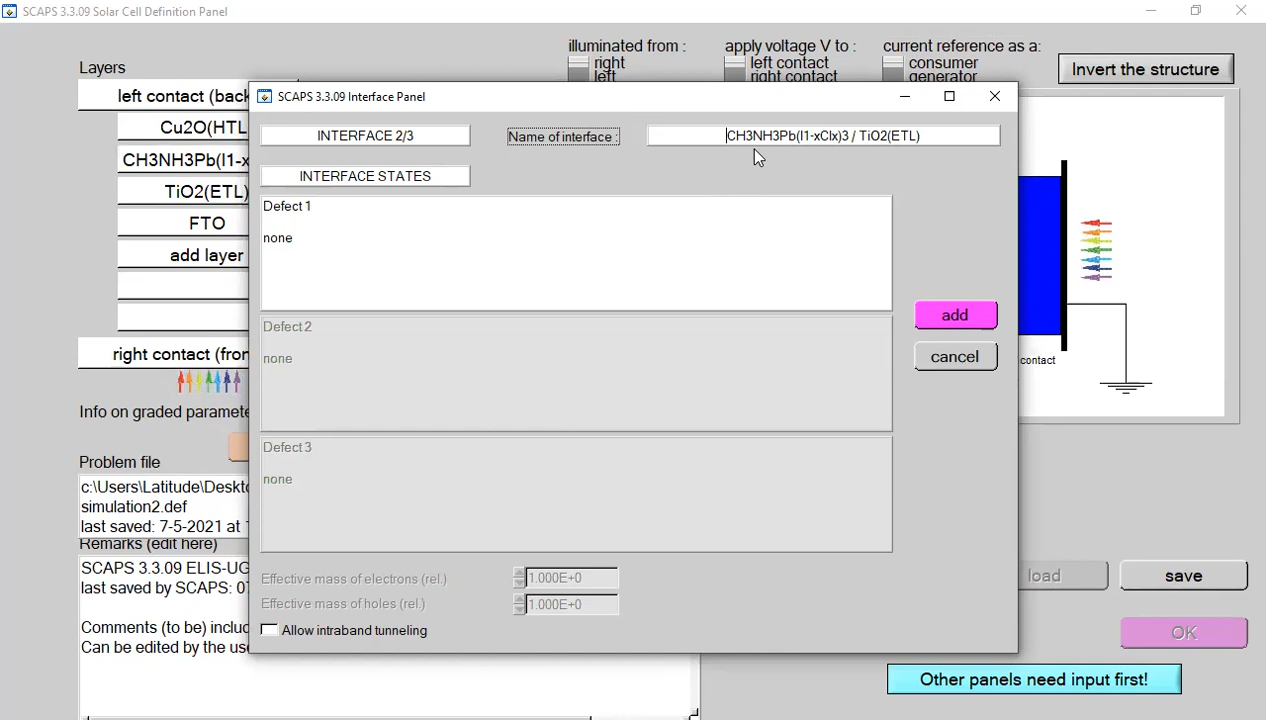 SCAPS 3.3.09 Solar Cell Definition Panel
illuminated from :
apply voltage V to :
current reference as a:
right
left
left contact
right contact
consumer
generator
Invert the structure
Layers
left contact (back
Cu2O(HTL
CH3NH3Pb(I1-x
TiO2(ETL)
FTO
add layer
right contact (fron
Info on graded paramete
Problem file
c:\Users\Latitude\Deskto
simulation2.def
last saved: 7-5-2021 at
Remarks (edit here)
SCAPS 3.3.09 ELIS-UG
last saved by SCAPS: 07
Comments (to be) includ
Can be edited by the use
SCAPS 3.3.09 Interface Panel
INTERFACE 2/3
Name of interface :
CH3NH3Pb(I1-xClx)3 / TiO2(ETL)
INTERFACE STATES
Defect 1
none
Defect 2
none
Defect 3
none
add
cancel
Effective mass of electrons (rel.)
1.000E+0
Effective mass of holes (rel.)
1.000E+0
Allow intraband tunneling
contact
load
save
OK
Other panels need input first!